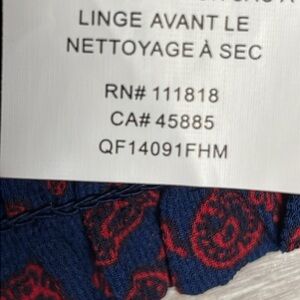 LINGE AVANT LE
NETTOYAGE À SEC
RN# 111818
CA# 45885
QF14091FHM